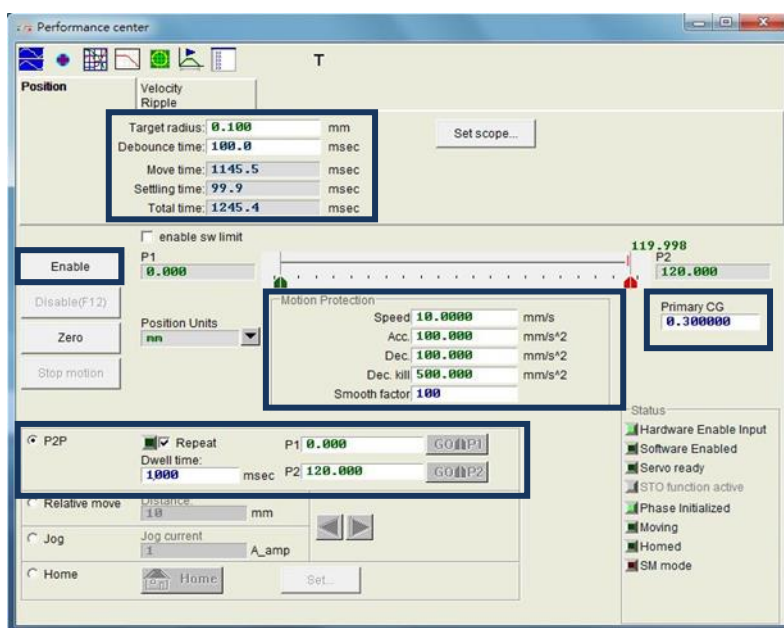 Performance center
T
Position
Velocity
Ripple
Target radius: 0.100 mm
Debounce time: 100.0 msec
Move time: 1145.5 msec
Settling time: 99.9 msec
Total time: 1245.4 msec
Set scope...
enable sw limit
119.998
P1
P2
Enable
0.000
120.000
Disable(F12)
Motion Protection
Speed 10.0000 mm/s
Primary CG
0.300000
Acc. 100.000 mm/s^2
Position Units
mm
Zero
Dec. 100.000 mm/s^2
Dec. kill 500.000 mm/s^2
Stop motion
Smooth factor 100
Status
Hardware Enable Input
Software Enabled
Servo ready
STO function active
Phase Initialized
Moving
Homed
SM mode
P2P
Repeat
P1 0.000 GO P1
Dwell time:
1000 msec
P2 120.000 GO P2
Relative move
Distance:
10 mm
Jog
Jog current
1 A_amp
Home
Home
Set...